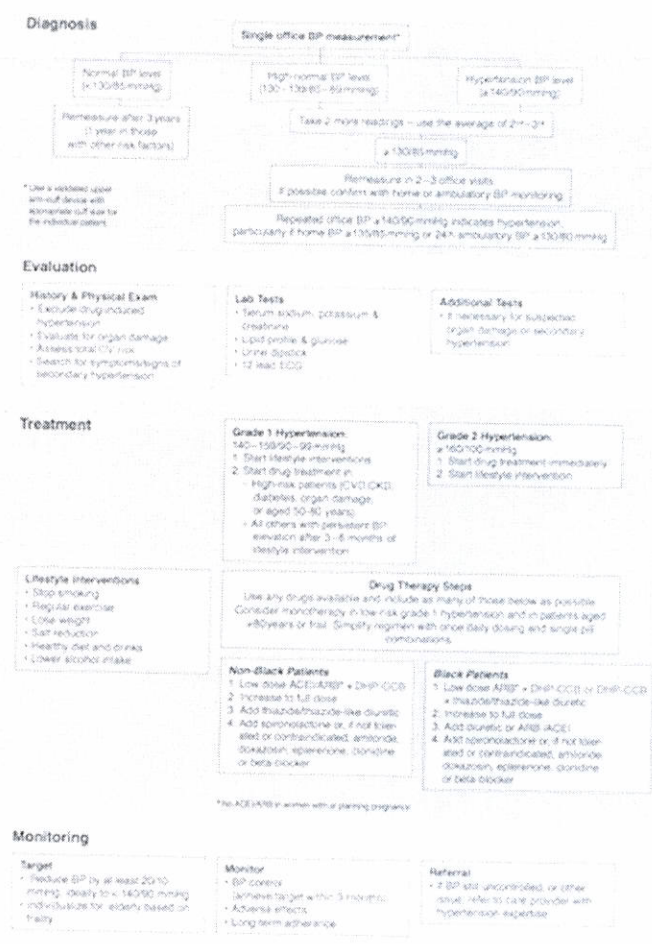 Diagnosis
Single office BP measurement*
Normal BP level
(<130/85 mmHg)
High-normal BP level
(130 - 139/85 - 89 mmHg)
Hypertension BP level
(≥140/90 mmHg)
Remeasure after 3 years
(1 year in those
with other risk factors)
Take 2 more readings – use the average of 2nd - 3rd
≥130/85 mmHg
* Use a validated upper
arm-cuff device with
appropriate cuff size for
the individual patient
Remeasure in 2–3 office visits
If possible confirm with home or ambulatory BP monitoring
Repeated office BP ≥140/90 mmHg indicates hypertension,
particularly if home BP ≥135/85 mmHg or 24 h ambulatory BP ≥130/80 mmHg
Evaluation
History & Physical Exam
• Exclude drug-induced
hypertension
• Evaluate for organ damage
• Assess total CV risk
• Search for symptoms/signs of
secondary hypertension
Lab Tests
• Serum sodium, potassium &
creatinine
• Lipid profile & glucose
• Urine dipstick
• 12 lead ECG
Additional Tests
• If necessary for suspected
organ damage or secondary
hypertension
Treatment
Grade 1 Hypertension:
140–159/90–99 mmHg
1 Start lifestyle interventions
2 Start drug treatment in
- High-risk patients (CVD, CKD,
diabetes, organ damage,
or aged 50-80 years)
- All others with persistent BP
elevation after 3–6 months of
lifestyle intervention
Grade 2 Hypertension:
≥160/100 mmHg
1 Start drug treatment immediately
2 Start lifestyle intervention
Lifestyle Interventions
• Stop smoking
• Regular exercise
• Lose weight
• Salt reduction
• Healthy diet and drinks
• Lower alcohol intake
Drug Therapy Steps
Use any drugs available and include as many of those below as possible
Consider monotherapy in low risk grade 1 hypertension and in patients aged
>80 years or frail. Simplify regimen with once daily dosing and single pill
combinations.
Non-Black Patients
1 Low dose ACEI/ARB* + DHP-CCB
2 Increase to full dose
3 Add thiazide/thiazide-like diuretic
4 Add spironolactone or, if not toler-
ated or contraindicated, amiloride,
doxazosin, eplerenone, clonidine
or beta-blocker
Black Patients
1 Low dose ARB* + DHP-CCB or DHP-CCB
+ thiazide/thiazide-like diuretic
2 Increase to full dose
3 Add diuretic or ARB /ACEI
4 Add spironolactone or, if not toler-
ated or contraindicated, amiloride,
doxazosin, eplerenone, clonidine
or beta-blocker
* No ACEI/ARB in women with or planning pregnancy
Monitoring
Target
• Reduce BP by at least 20/10
mmHg, ideally to < 140/90 mmHg
• Individualize for elderly based on
frailty
Monitor
• BP control
(achieve target within 3 months)
• Adverse effects
• Long-term adherence
Referral
• If BP still uncontrolled, or other
issue, refer to care provider with
hypertension expertise